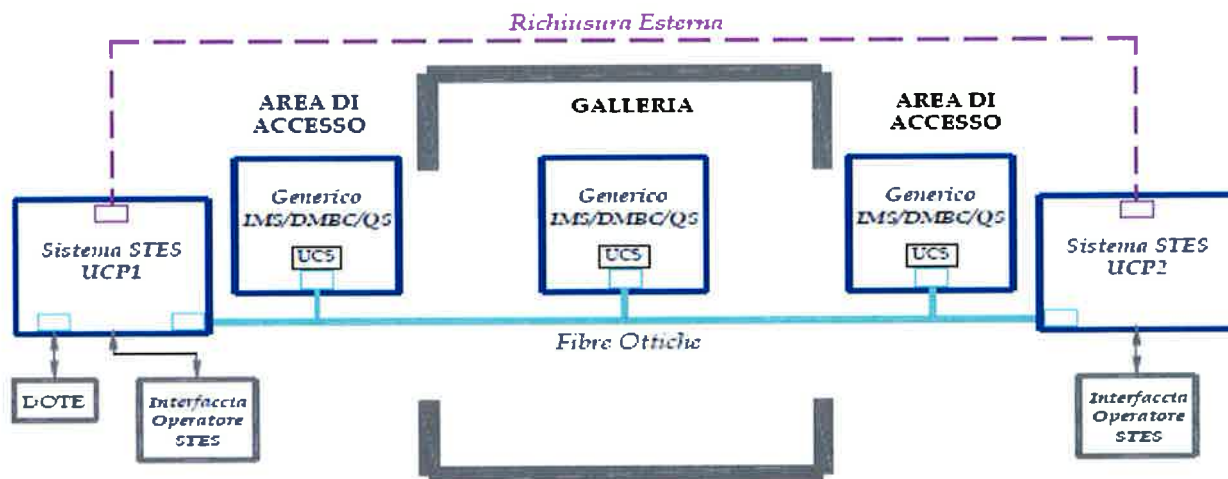 Richiusura Esterna
AREA DI
ACCESSO
GALLERIA
AREA DI
ACCESSO
Generico
IMS/DMBC/QS
UCS
Generico
IMS/DMBC/QS
UCS
Generico
IMS/DMBC/QS
UCS
Sistema STES
UCP1
Sistema STES
UCP2
Fibre Ottiche
DOTE
Interfaccia
Operatore
STES
Interfaccia
Operatore
STES